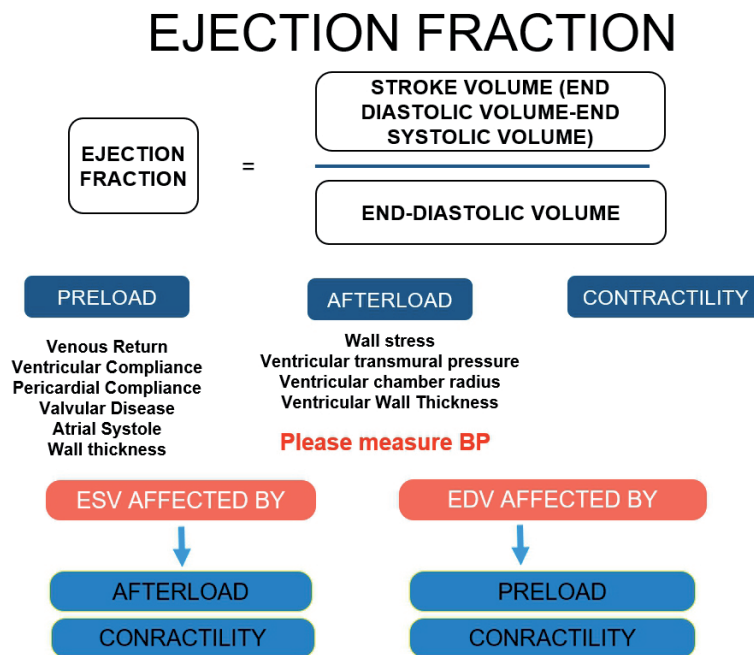 EJECTION FRACTION
EJECTION
FRACTION
=
STROKE VOLUME (END
DIASTOLIC VOLUME-END
SYSTOLIC VOLUME)
END-DIASTOLIC VOLUME
PRELOAD
Venous Return
Ventricular Compliance
Pericardial Compliance
Valvular Disease
Atrial Systole
Wall thickness
AFTERLOAD
Wall stress
Ventricular transmural pressure
Ventricular chamber radius
Ventricular Wall Thickness
Please measure BP
CONTRACTILITY
ESV AFFECTED BY
AFTERLOAD
CONRACTILITY
EDV AFFECTED BY
PRELOAD
CONRACTILITY